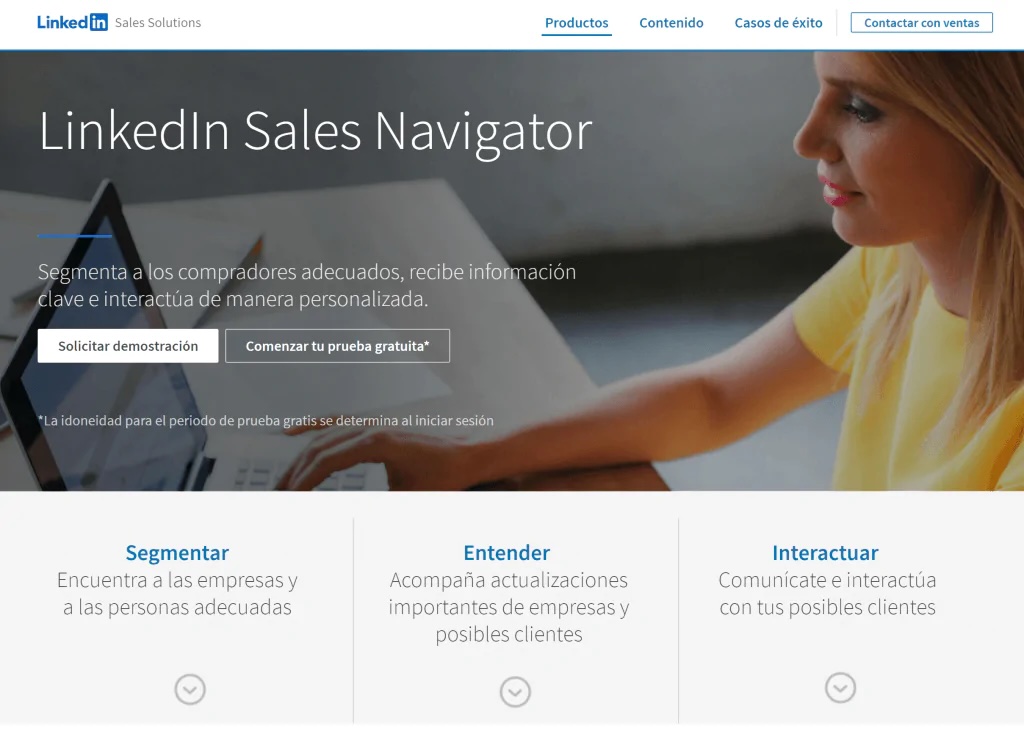 LinkedIn Sales Solutions
Productos
Contenido
Casos de éxito
Contactar con ventas
LinkedIn Sales Navigator
Segmenta a los compradores adecuados, recibe información
clave e interactúa de manera personalizada.
Solicitar demostración
Comenzar tu prueba gratuita*
*La idoneidad para el periodo de prueba gratis se determina al iniciar sesión
Segmentar
Encuentra a las empresas y
a las personas adecuadas
Entender
Acompaña actualizaciones
importantes de empresas y
posibles clientes
Interactuar
Comunícate e interactúa
con tus posibles clientes